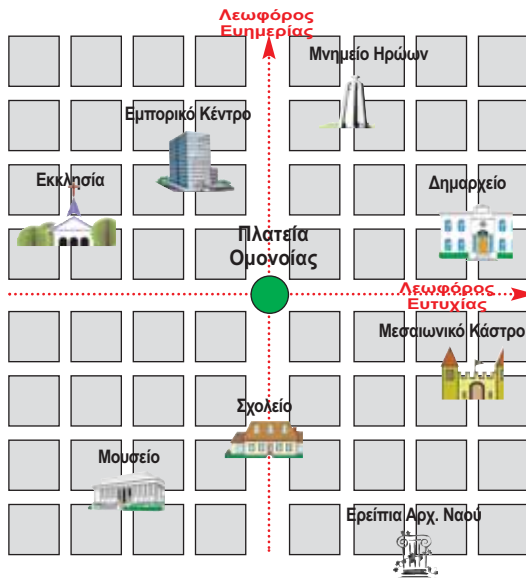 Λεωφόρος
Ευημερίας
Μνημείο Ηρώων
Εμπορικό Κέντρο
Εκκλησία
Δημαρχείο
Πλατεία
Ομονοίας
Λεωφόρος
Ευτυχίας
Μεσαιωνικό Κάστρο
Σχολείο
Μουσείο
Ερείπια Αρχ. Ναού